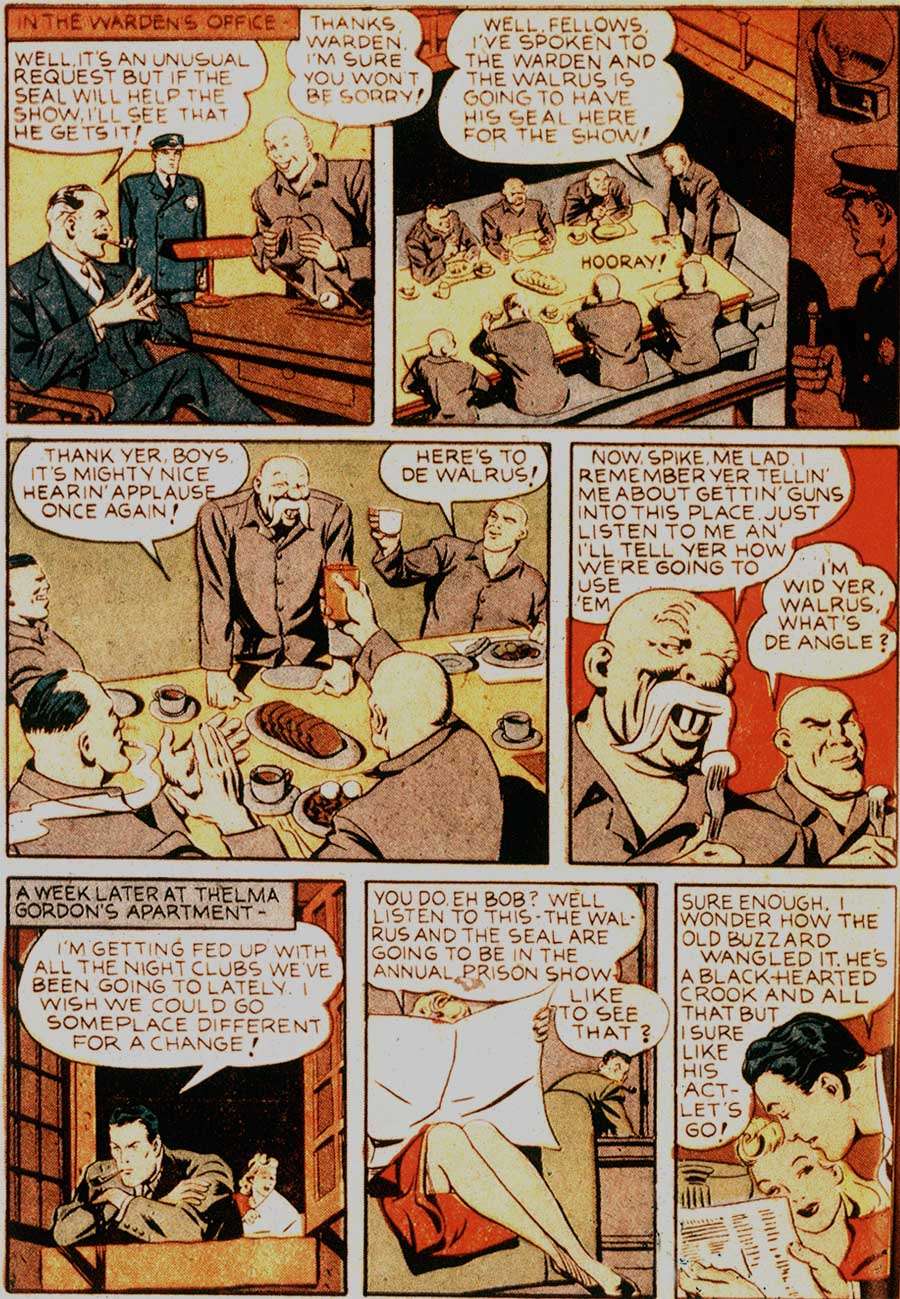 IN THE WARDEN'S OFFICE -
WELL, IT'S AN UNUSUAL
REQUEST BUT IF THE
SEAL WILL HELP THE
SHOW, I'LL SEE THAT
HE GETS IT!
THANKS,
WARDEN,
I'M SURE
YOU WON'T
BE SORRY!
WELL, FELLOWS,
I'VE SPOKEN TO
THE WARDEN AND
THE WALRUS IS
GOING TO HAVE
HIS SEAL HERE
FOR THE SHOW!
HOORAY!
THANK YER, BOYS,
IT'S MIGHTY NICE
HEARIN' APPLAUSE
ONCE AGAIN!
HERE'S TO
DE WALRUS!
NOW, SPIKE, ME LAD, I
REMEMBER YER TELLIN'
ME ABOUT GETTIN' GUNS
INTO THIS PLACE, JUST
LISTEN TO ME AN'
I'LL TELL YER HOW
WE'RE GOING TO
USE
'EM
I'M
WID YER,
WALRUS,
WHAT'S
DE ANGLE?
A WEEK LATER AT THELMA
GORDON'S APARTMENT -
I'M GETTING FED UP WITH
ALL THE NIGHT CLUBS WE'VE
BEEN GOING TO LATELY. I
WISH WE COULD GO
SOMEPLACE DIFFERENT
FOR A CHANGE!
YOU DO, EH BOB? WELL
LISTEN TO THIS - THE WAL-
RUS AND THE SEAL ARE
GOING TO BE IN THE
ANNUAL PRISON SHOW-
LIKE
TO SEE
THAT?
SURE ENOUGH, I
WONDER HOW THE
OLD BUZZARD
WANGLED IT. HE'S
A BLACK-HEARTED
CROOK AND ALL
THAT BUT
I SURE
LIKE
HIS
ACT-
LET'S
GO!